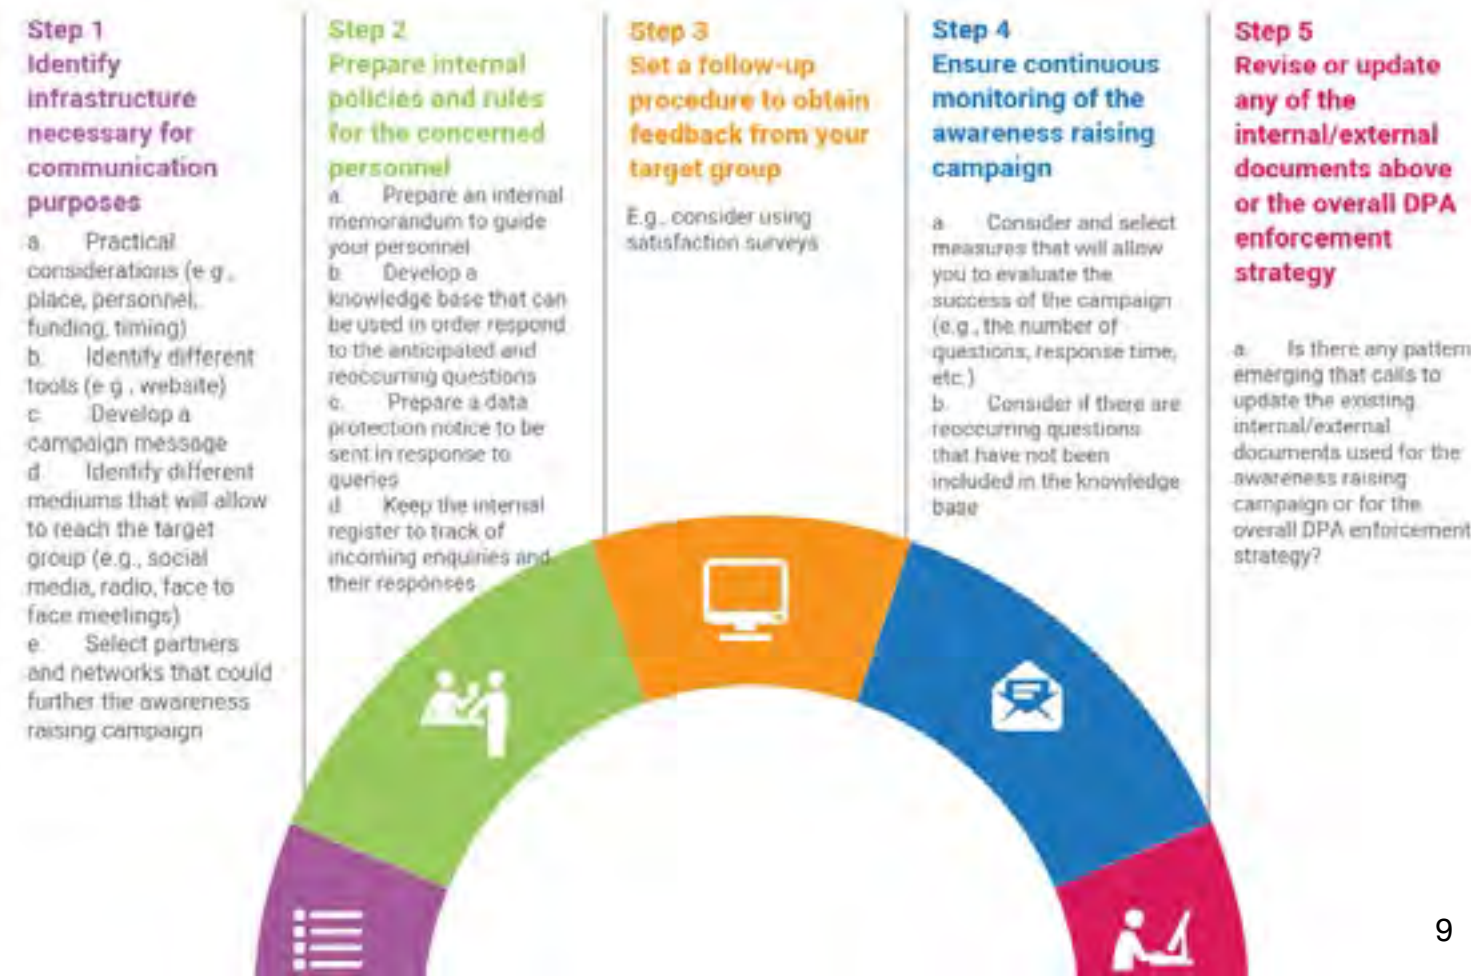 Step 1
Identify
infrastructure
necessary for
communication
purposes
a. Practical
considerations (e.g.,
place, personnel,
funding, timing)
b. Identify different
tools (e.g., website)
c. Develop a
campaign message
d. Identify different
mediums that will allow
to reach the target
group (e.g., social
media, radio, face to
face meetings)
e. Select partners
and networks that could
further the awareness
raising campaign
Step 2
Prepare internal
policies and rules
for the concerned
personnel
a. Prepare an internal
memorandum to guide
your personnel
b. Develop a
knowledge base that can
be used in order respond
to the anticipated and
reoccurring questions
c. Prepare a data
protection notice to be
sent in response to
queries
d. Keep the internal
register to track of
incoming enquiries and
their responses
Step 3
Set a follow-up
procedure to obtain
feedback from your
target group
E.g., consider using
satisfaction surveys
Step 4
Ensure continuous
monitoring of the
awareness raising
campaign
a. Consider and select
measures that will allow
you to evaluate the
success of the campaign
(e.g., the number of
questions, response time,
etc.)
b. Consider if there are
reoccurring questions
that have not been
included in the knowledge
base
Step 5
Revise or update
any of the
internal/external
documents above
or the overall DPA
enforcement
strategy
a. Is there any pattern
emerging that calls to
update the existing
internal/external
documents used for the
awareness raising
campaign or for the
overall DPA enforcement
strategy?
9